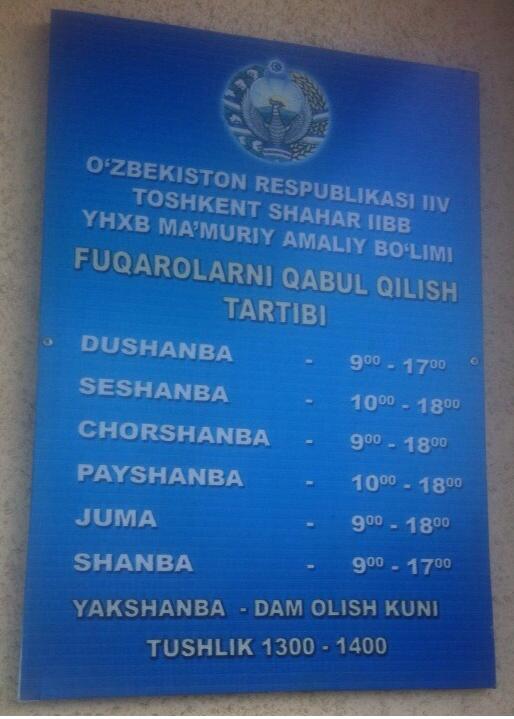 O‘ZBEKISTON RESPUBLIKASI IIV
TOSHKENT SHAHAR IIBB
YHXB MA’MURIY AMALIY BO‘LIMI
FUQAROLARNI QABUL QILISH
TARTIBI
DUSHANBA - 9⁰⁰ - 17⁰⁰
SESHANBA - 10⁰⁰ - 18⁰⁰
CHORSHANBA - 9⁰⁰ - 18⁰⁰
PAYSHANBA - 10⁰⁰ - 18⁰⁰
JUMA - 9⁰⁰ - 18⁰⁰
SHANBA - 9⁰⁰ - 17⁰⁰
YAKSHANBA - DAM OLISH KUNI
TUSHLIK 1300 - 1400